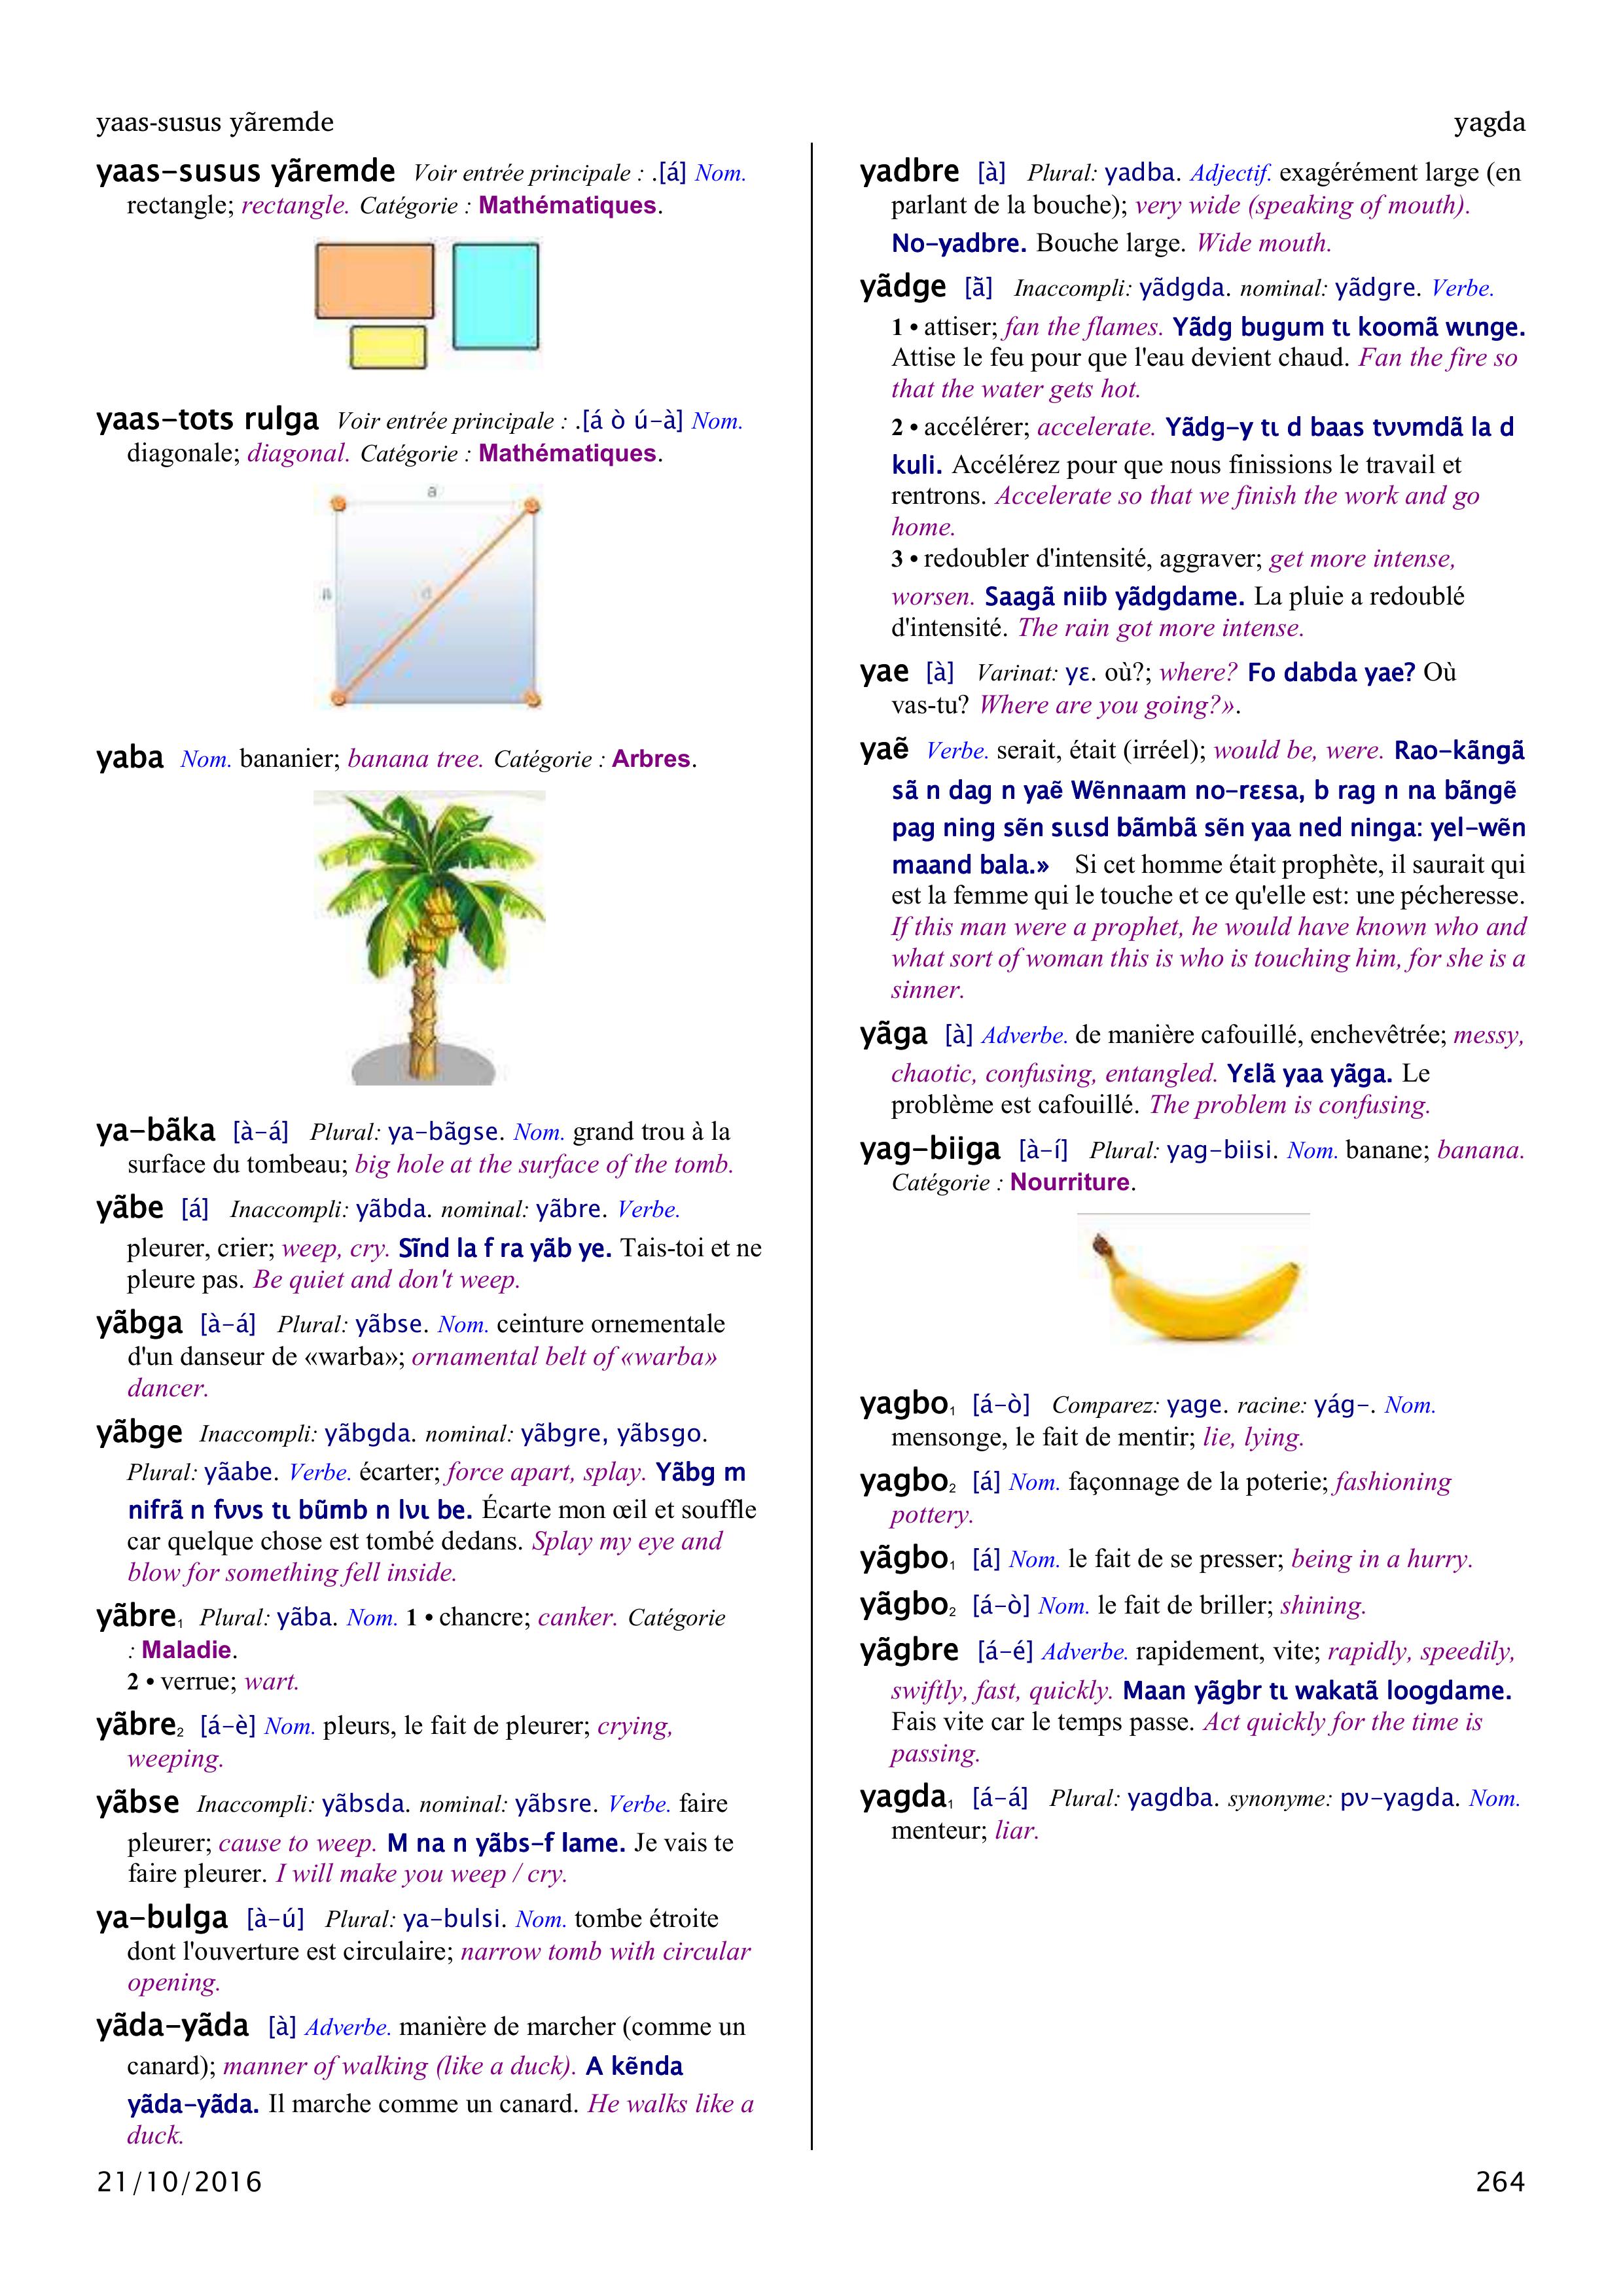 yaas-susus yãremde
yagda
yaas–susus yãremde Voir entrée principale : .[á] Nom.
rectangle; rectangle. Catégorie : Mathématiques.
yaas–tots rulga Voir entrée principale : .[á ò ú–à] Nom.
diagonale; diagonal. Catégorie : Mathématiques.
a
a
d
yaba Nom. bananier; banana tree. Catégorie : Arbres.
ya–bãka [à–á] Plural: ya–bãgse. Nom. grand trou à la
surface du tombeau; big hole at the surface of the tomb.
yãbe [á] Inaccompli: yãbda. nominal: yãbre. Verbe.
pleurer, crier; weep, cry. Sĩnd la f ra yãb ye. Tais-toi et ne
pleure pas. Be quiet and don't weep.
yãbga [à–á] Plural: yãbse. Nom. ceinture ornementale
d'un danseur de «warba»; ornamental belt of «warba»
dancer.
yãbge Inaccompli: yãbgda. nominal: yãbgre, yãbsgo.
Plural: yãabe. Verbe. écarter; force apart, splay. Yãbg m
nifrã n fʋʋs tɩ bũmb n lʋɩ be. Écarte mon œil et souffle
car quelque chose est tombé dedans. Splay my eye and
blow for something fell inside.
yãbre₁ Plural: yãba. Nom. 1 • chancre; canker. Catégorie
: Maladie.
2 • verrue; wart.
yãbre₂ [á–è] Nom. pleurs, le fait de pleurer; crying,
weeping.
yãbse Inaccompli: yãbsda. nominal: yãbsre. Verbe. faire
pleurer; cause to weep. M na n yãbs–f lame. Je vais te
faire pleurer. I will make you weep / cry.
ya–bulga [à–ú] Plural: ya–bulsi. Nom. tombe étroite
dont l'ouverture est circulaire; narrow tomb with circular
opening.
yãda–yãda [à] Adverbe. manière de marcher (comme un
canard); manner of walking (like a duck). A kẽnda
yãda–yãda. Il marche comme un canard. He walks like a
duck.
yadbre [à] Plural: yadba. Adjectif. exagérément large (en
parlant de la bouche); very wide (speaking of mouth).
No–yadbre. Bouche large. Wide mouth.
yãdge [ã̀] Inaccompli: yãdgda. nominal: yãdgre. Verbe.
1 • attiser; fan the flames. Yãdg bugum tɩ koomã wɩnge.
Attise le feu pour que l'eau devient chaud. Fan the fire so
that the water gets hot.
2 • accélérer; accelerate. Yãdg–y tɩ d baas tʋʋmdã la d
kuli. Accélérez pour que nous finissions le travail et
rentrons. Accelerate so that we finish the work and go
home.
3 • redoubler d'intensité, aggraver; get more intense,
worsen. Saagã niib yãdgdame. La pluie a redoublé
d'intensité. The rain got more intense.
yae [à] Varinat: yɛ. où?; where? Fo dabda yae? Où
vas-tu? Where are you going?».
yaẽ Verbe. serait, était (irréel); would be, were. Rao–kãngã
sã n dag n yaẽ Wẽnnaam no–rɛɛsa, b rag n na bãngẽ
pag ning sẽn sɩɩsd bãmbã sẽn yaa ned ninga: yel–wẽn
maand bala.» Si cet homme était prophète, il saurait qui
est la femme qui le touche et ce qu'elle est: une pécheresse.
If this man were a prophet, he would have known who and
what sort of woman this is who is touching him, for she is a
sinner.
yãga [à] Adverbe. de manière cafouillé, enchevêtrée; messy,
chaotic, confusing, entangled. Yɛlã yaa yãga. Le
problème est cafouillé. The problem is confusing.
yag–biiga [à–í] Plural: yag–biisi. Nom. banane; banana.
Catégorie : Nourriture.
yagbo₁ [á–ò] Comparez: yage. racine: yág–. Nom.
mensonge, le fait de mentir; lie, lying.
yagbo₂ [á] Nom. façonnage de la poterie; fashioning
pottery.
yãgbo₁ [á] Nom. le fait de se presser; being in a hurry.
yãgbo₂ [á–ò] Nom. le fait de briller; shining.
yãgbre [á–é] Adverbe. rapidement, vite; rapidly, speedily,
swiftly, fast, quickly. Maan yãgbr tɩ wakatã loogdame.
Fais vite car le temps passe. Act quickly for the time is
passing.
yagda₁ [á–á] Plural: yagdba. synonyme: pʋ–yagda. Nom.
menteur; liar.
21/10/2016
264